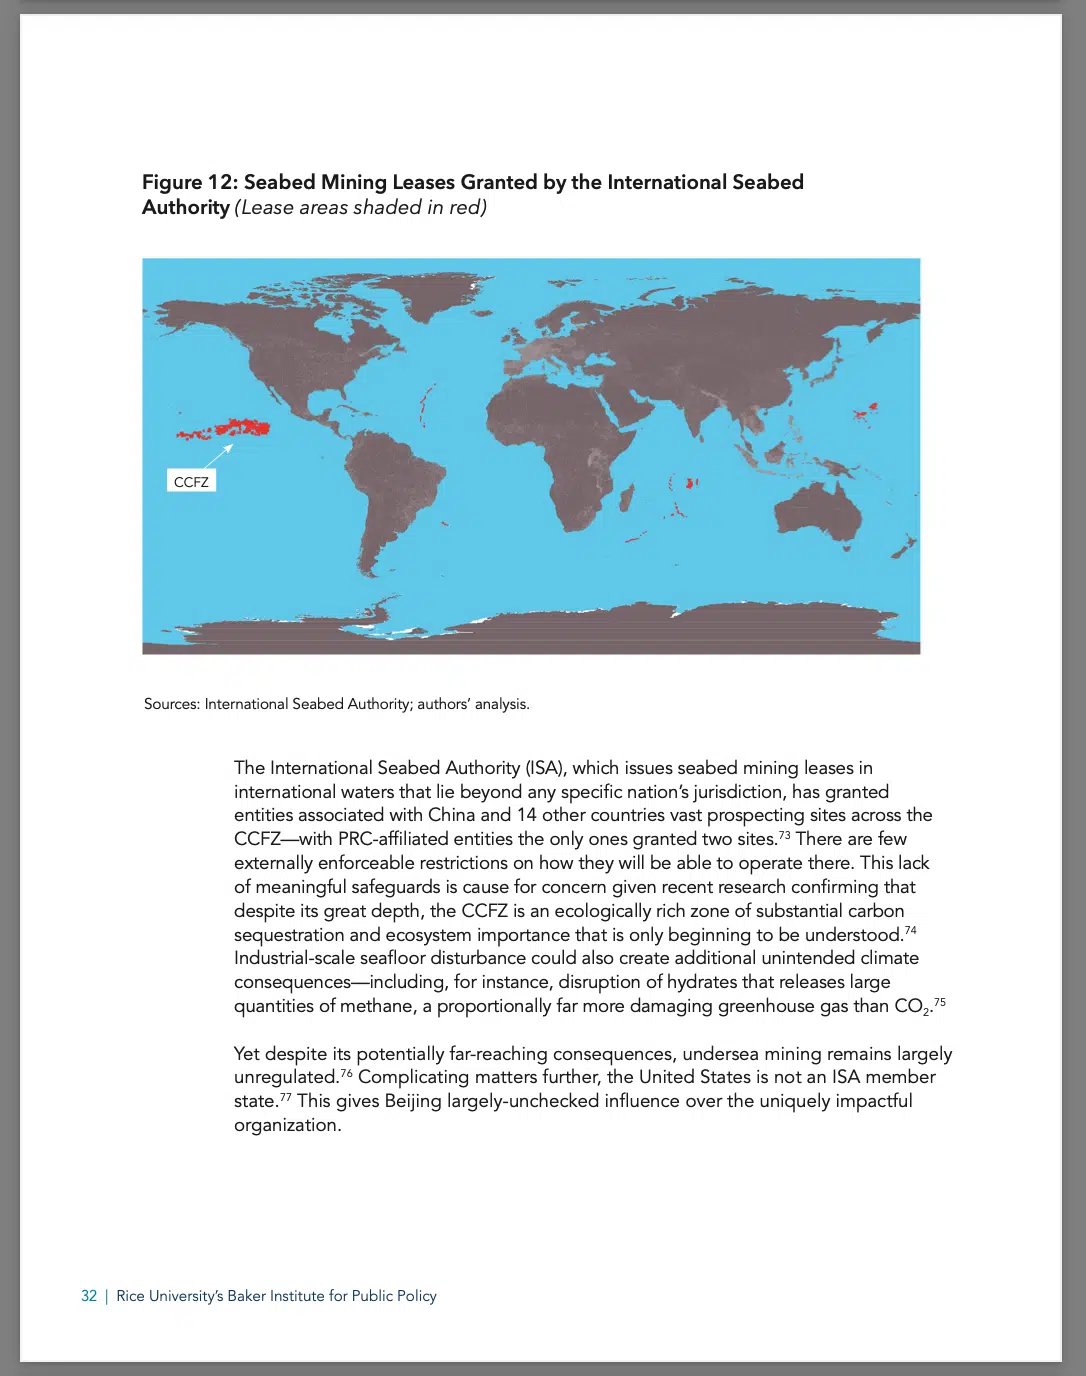 Figure 12: Seabed Mining Leases Granted by the International Seabed
Authority (Lease areas shaded in red)
CCFZ
Sources: International Seabed Authority; authors’ analysis.
The International Seabed Authority (ISA), which issues seabed mining leases in
international waters that lie beyond any specific nation’s jurisdiction, has granted
entities associated with China and 14 other countries vast prospecting sites across the
CCFZ—with PRC-affiliated entities the only ones granted two sites.⁷³ There are few
externally enforceable restrictions on how they will be able to operate there. This lack
of meaningful safeguards is cause for concern given recent research confirming that
despite its great depth, the CCFZ is an ecologically rich zone of substantial carbon
sequestration and ecosystem importance that is only beginning to be understood.⁷⁴
Industrial-scale seafloor disturbance could also create additional unintended climate
consequences—including, for instance, disruption of hydrates that releases large
quantities of methane, a proportionally far more damaging greenhouse gas than CO₂.⁷⁵
Yet despite its potentially far-reaching consequences, undersea mining remains largely
unregulated.⁷⁶ Complicating matters further, the United States is not an ISA member
state.⁷⁷ This gives Beijing largely-unchecked influence over the uniquely impactful
organization.
32 | Rice University’s Baker Institute for Public Policy